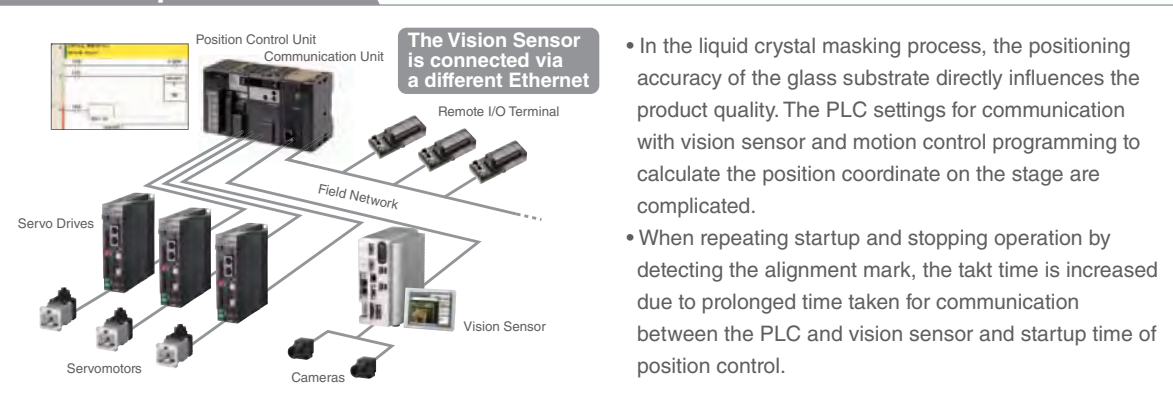 Position Control Unit
Communication Unit
The Vision Sensor
is connected via
a different Ethernet
Remote I/O Terminal
Field Network
Servo Drives
Vision Sensor
Servomotors
Cameras
• In the liquid crystal masking process, the positioning
accuracy of the glass substrate directly influences the
product quality. The PLC settings for communication
with vision sensor and motion control programming to
calculate the position coordinate on the stage are
complicated.
• When repeating startup and stopping operation by
detecting the alignment mark, the takt time is increased
due to prolonged time taken for communication
between the PLC and vision sensor and startup time of
position control.